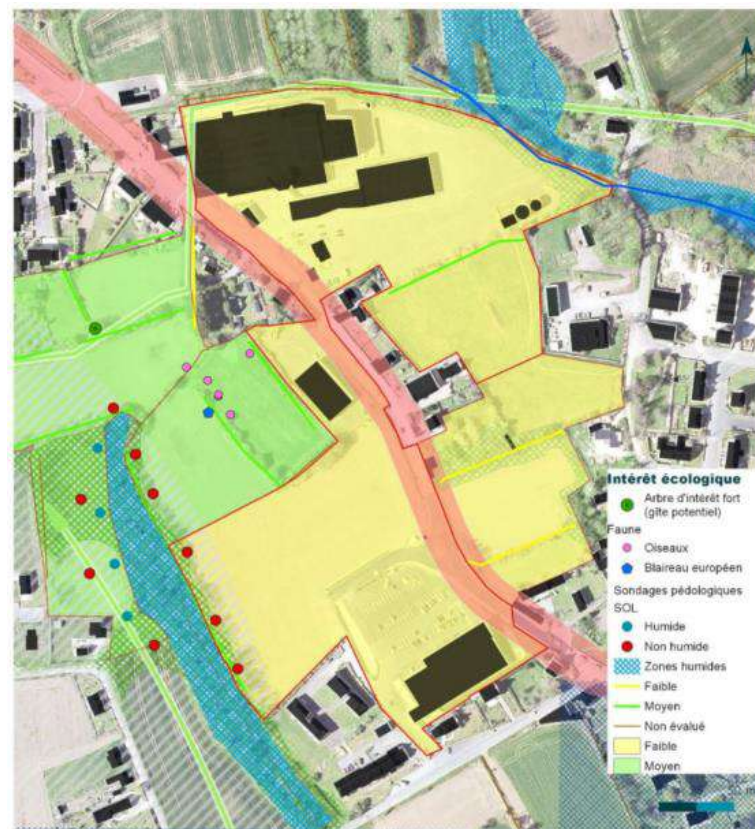 Intérêt écologique
Arbre d'intérêt fort
(gîte potentiel)
Faune
Oiseaux
Blaireau européen
Sondages pédologiques
SOL
Humide
Non humide
Zones humides
Faible
Moyen
Non évalué
Faible
Moyen
m